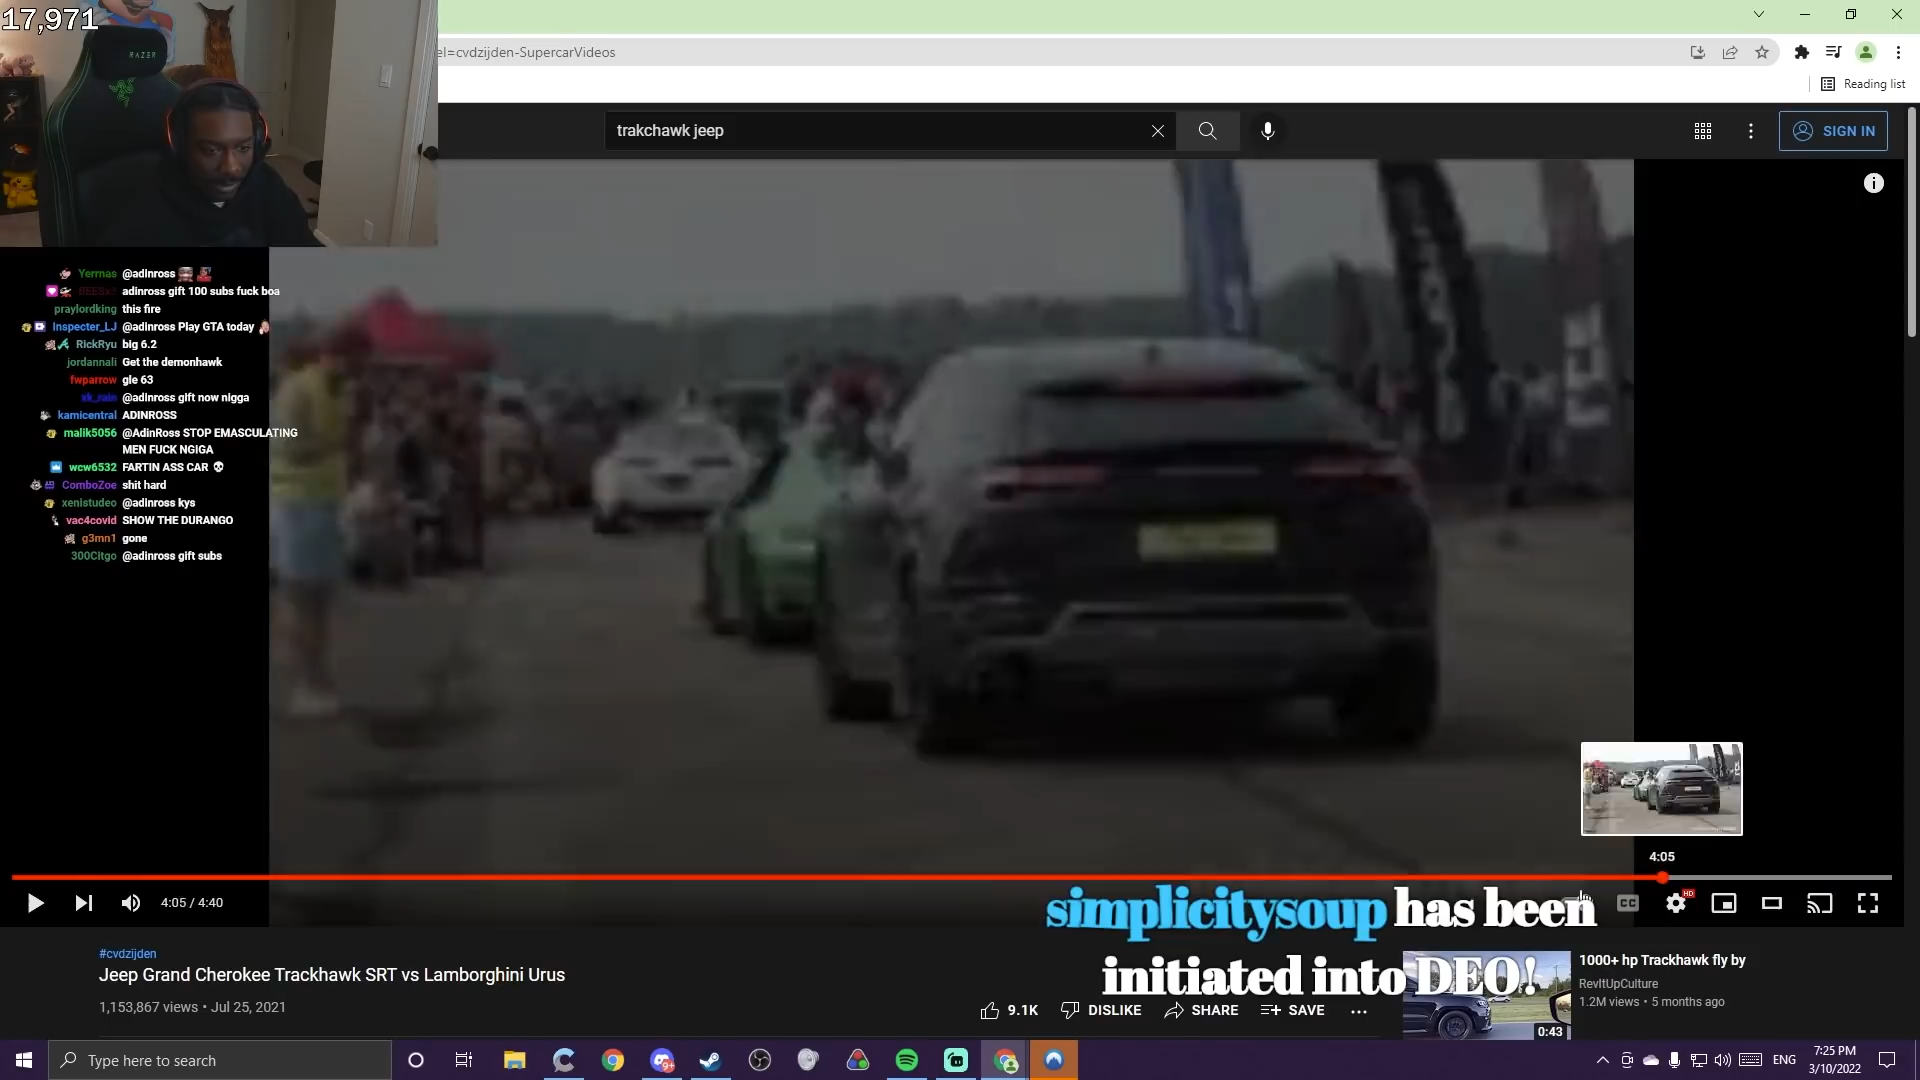 17,971
RAZER
el=cvdzijden-SupercarVideos
Reading list
trakchawk jeep
SIGN IN
Yerrnas @adinross
adinross gift 100 subs fuck boa
praylordking this fire
Inspecter_LJ @adinross Play GTA today
RickRyu big 6.2
jordannali Get the demonhawk
fwparrow gle 63
xk_rain @adinross gift now nigga
kamicentral ADINROSS
malik5056 @AdinRoss STOP EMASCULATING
MEN FUCK NGIGA
wcw6532 FARTIN ASS CAR
ComboZoe shit hard
xenistudeo @adinross kys
vac4covid SHOW THE DURANGO
g3mn1 gone
300Citgo @adinross gift subs
4:05
4:05 / 4:40
CC
HD
simplicitysoup has been
initiated into DEO!
#cvdzijden
Jeep Grand Cherokee Trackhawk SRT vs Lamborghini Urus
1,153,867 views • Jul 25, 2021
9.1K
DISLIKE
SHARE
SAVE
1000+ hp Trackhawk fly by
RevItUpCulture
1.2M views • 5 months ago
0:43
Type here to search
9+
ENG
7:25 PM
3/10/2022